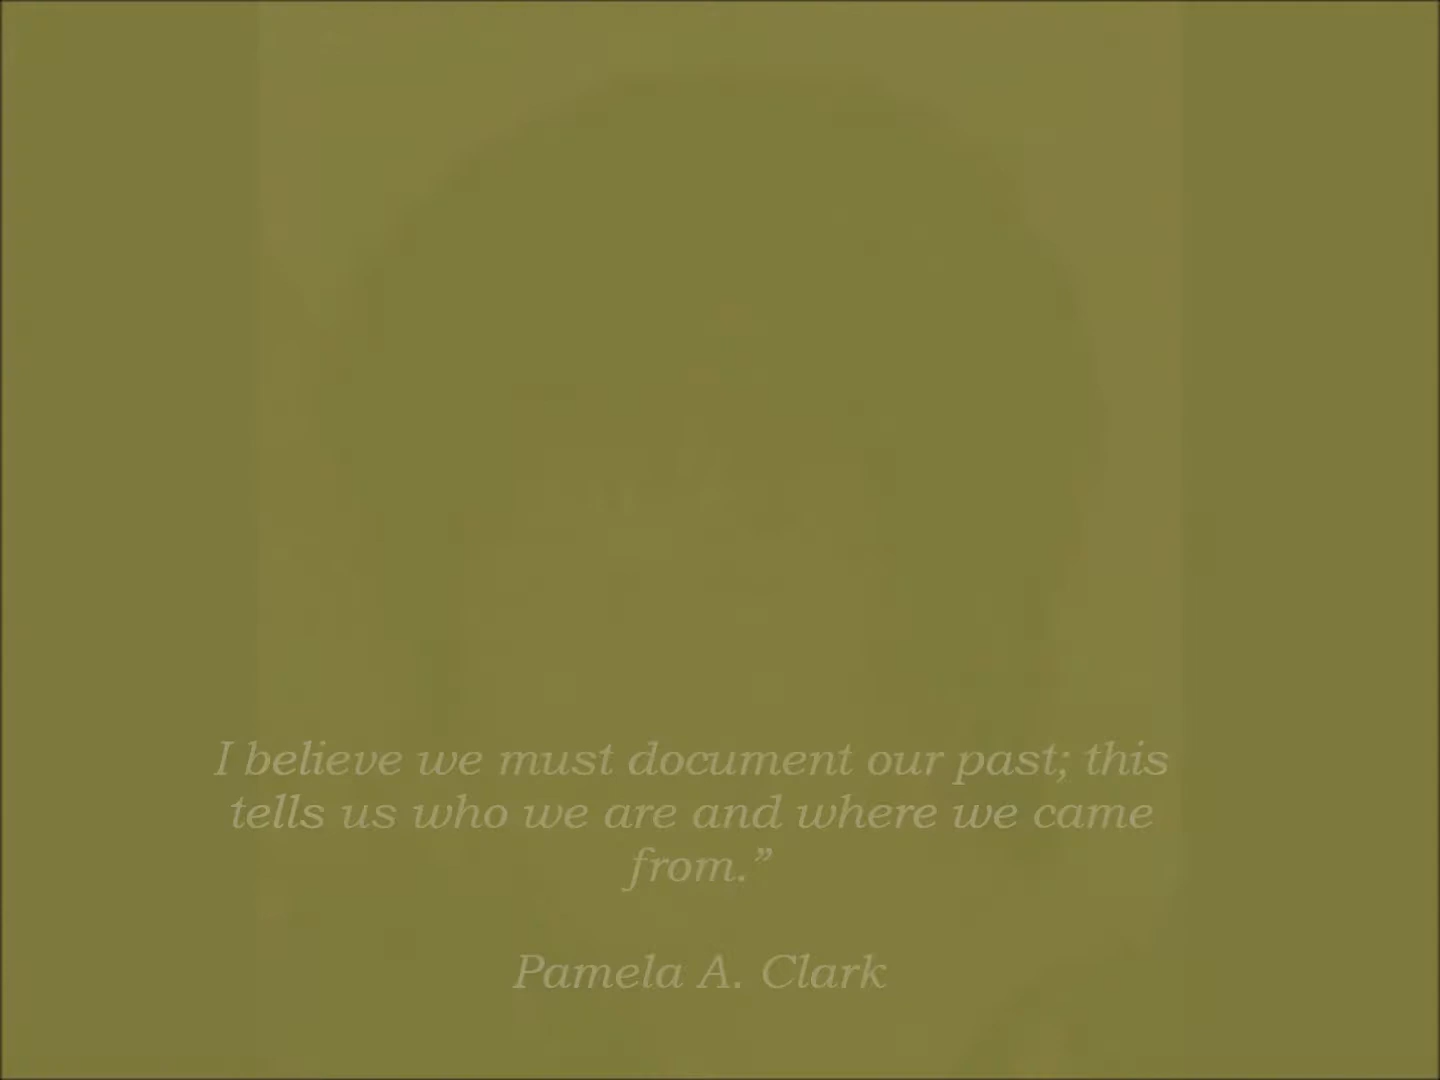 I believe we must document our past; this
tells us who we are and where we came
from.”
Pamela A. Clark